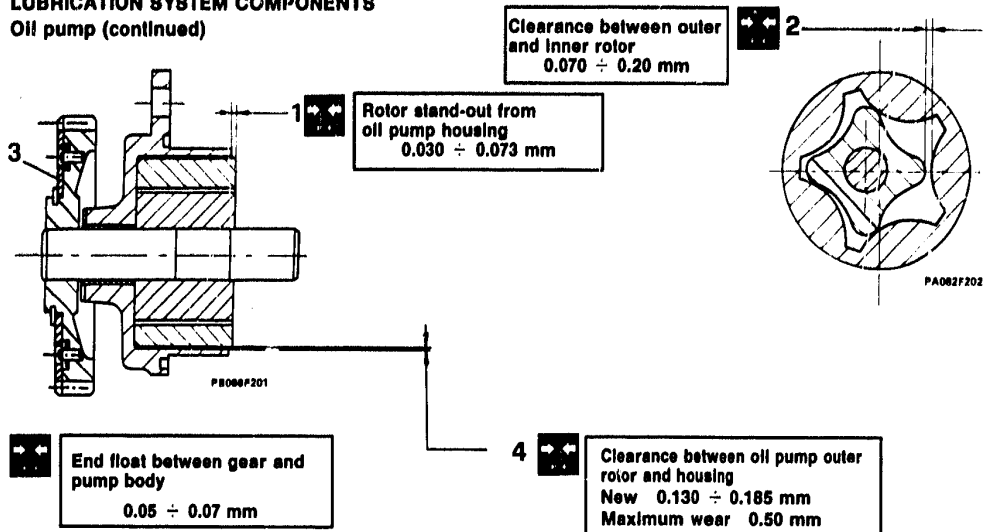 LUBRICATION SYSTEM COMPONENTS
Oil pump (continued)
Clearance between outer
and inner rotor
0.070 ÷ 0.20 mm
2
1
Rotor stand-out from
oil pump housing
0.030 ÷ 0.073 mm
3
PA062F202
PB066F201
End float between gear and
pump body
0.05 ÷ 0.07 mm
4
Clearance between oil pump outer
rotor and housing
New 0.130 ÷ 0.185 mm
Maximum wear 0.50 mm